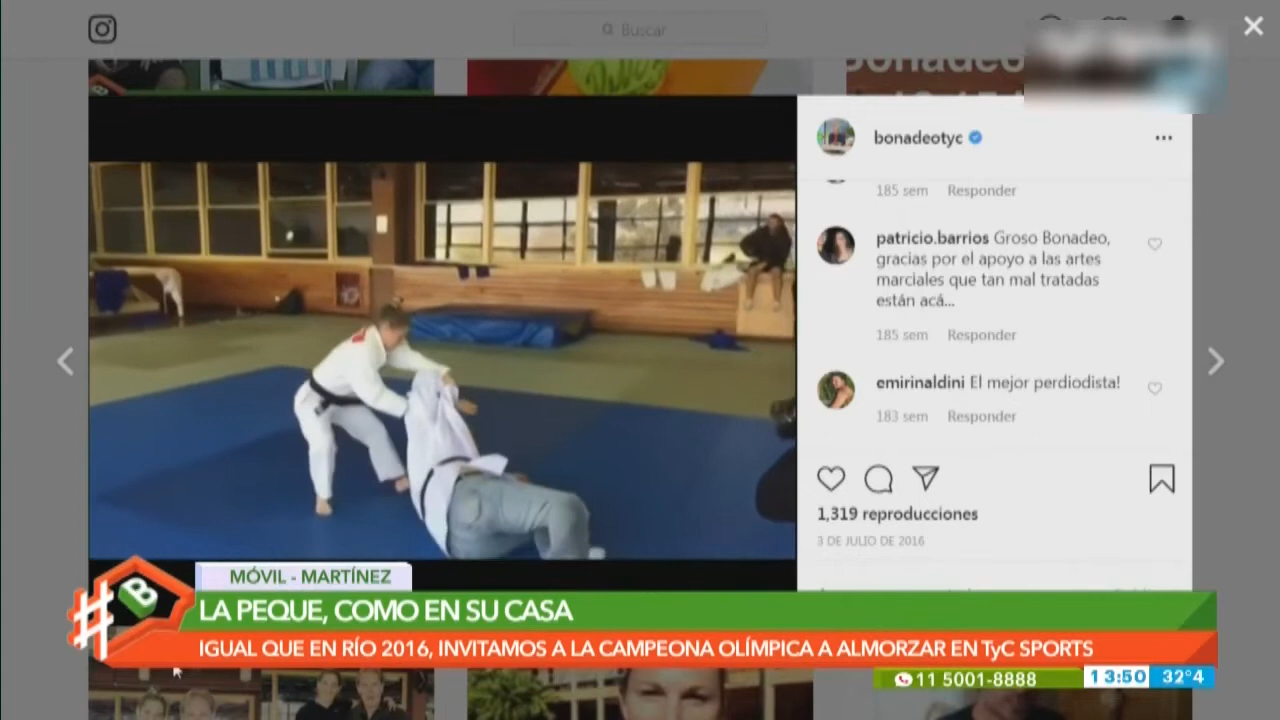 Buscar
Bonadeo
bonadeotyc
185 sem Responder
patricio.barrios Groso Bonadeo,
gracias por el apoyo a las artes
marciales que tan mal tratadas
están acá...
185 sem Responder
emirinaldini El mejor perdiodista!
183 sem Responder
1,319 reproducciones
3 DE JULIO DE 2016
#B
MÓVIL - MARTÍNEZ
LA PEQUE, COMO EN SU CASA
IGUAL QUE EN RÍO 2016, INVITAMOS A LA CAMPEONA OLÍMPICA A ALMORZAR EN TyC SPORTS
11 5001-8888 13:50 32°4